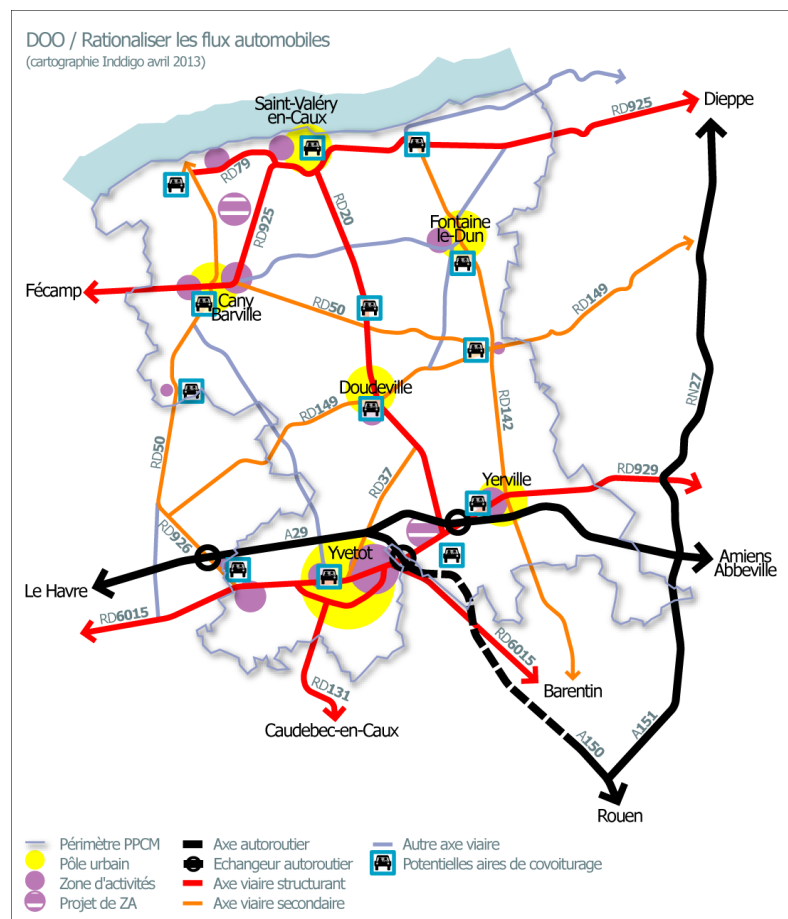 DOO / Rationaliser les flux automobiles
(cartographie Inddigo avril 2013)
Saint-Valéry
en-Caux
Dieppe
RD925
RD79
RD925
RD20
Fontaine
le-Dun
Fécamp
Cany
Barville
RD50
RD149
RN27
Doudeville
RD149
RD142
RD50
RD37
Yerville
RD929
RD926
A29
Yvetot
Amiens
Abbeville
Le Havre
RD6015
RD6015
RD131
Barentin
Caudebec-en-Caux
A150
A151
Rouen
Périmètre PPCM
Pôle urbain
Zone d'activités
Projet de ZA
Axe autoroutier
Echangeur autoroutier
Axe viaire structurant
Axe viaire secondaire
Autre axe viaire
Potentielles aires de covoiturage